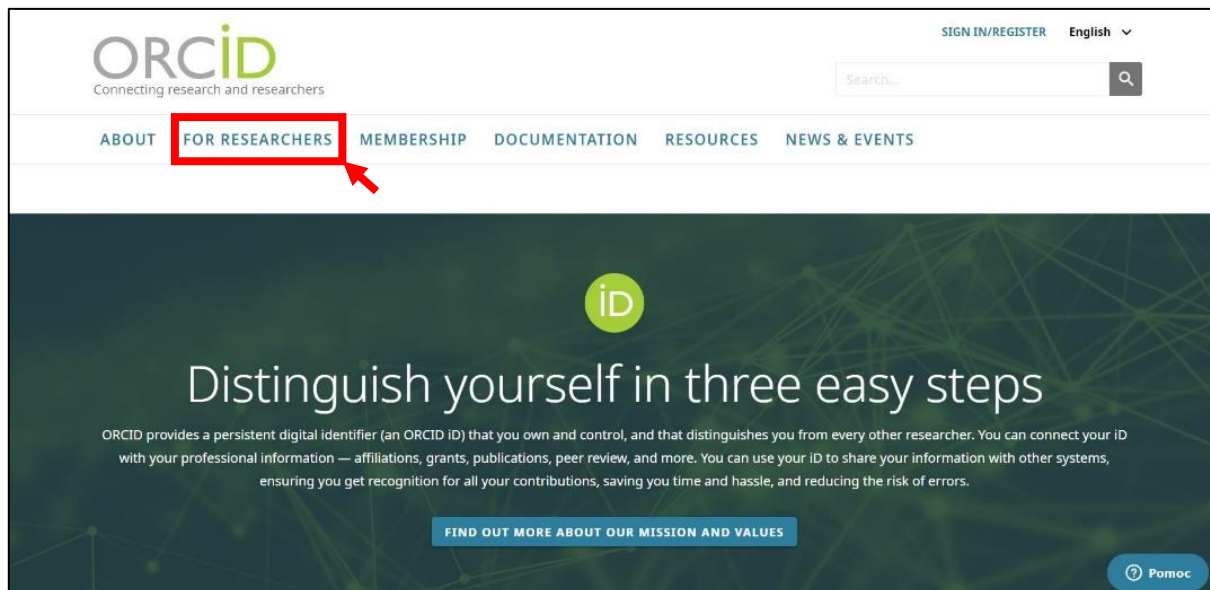 SIGN IN/REGISTER English
ORCiD
Connecting research and researchers
Search...
ABOUT FOR RESEARCHERS MEMBERSHIP DOCUMENTATION RESOURCES NEWS & EVENTS
iD
Distinguish yourself in three easy steps
ORCID provides a persistent digital identifier (an ORCID iD) that you own and control, and that distinguishes you from every other researcher. You can connect your iD
with your professional information — affiliations, grants, publications, peer review, and more. You can use your iD to share your information with other systems,
ensuring you get recognition for all your contributions, saving you time and hassle, and reducing the risk of errors.
FIND OUT MORE ABOUT OUR MISSION AND VALUES
? Pomoc